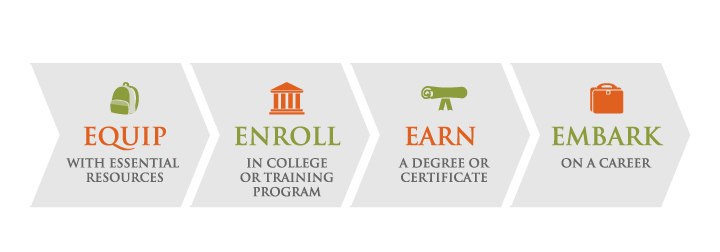 EQUIP
WITH ESSENTIAL
RESOURCES
ENROLL
IN COLLEGE
OR TRAINING
PROGRAM
EARN
A DEGREE OR
CERTIFICATE
EMBARK
ON A CAREER